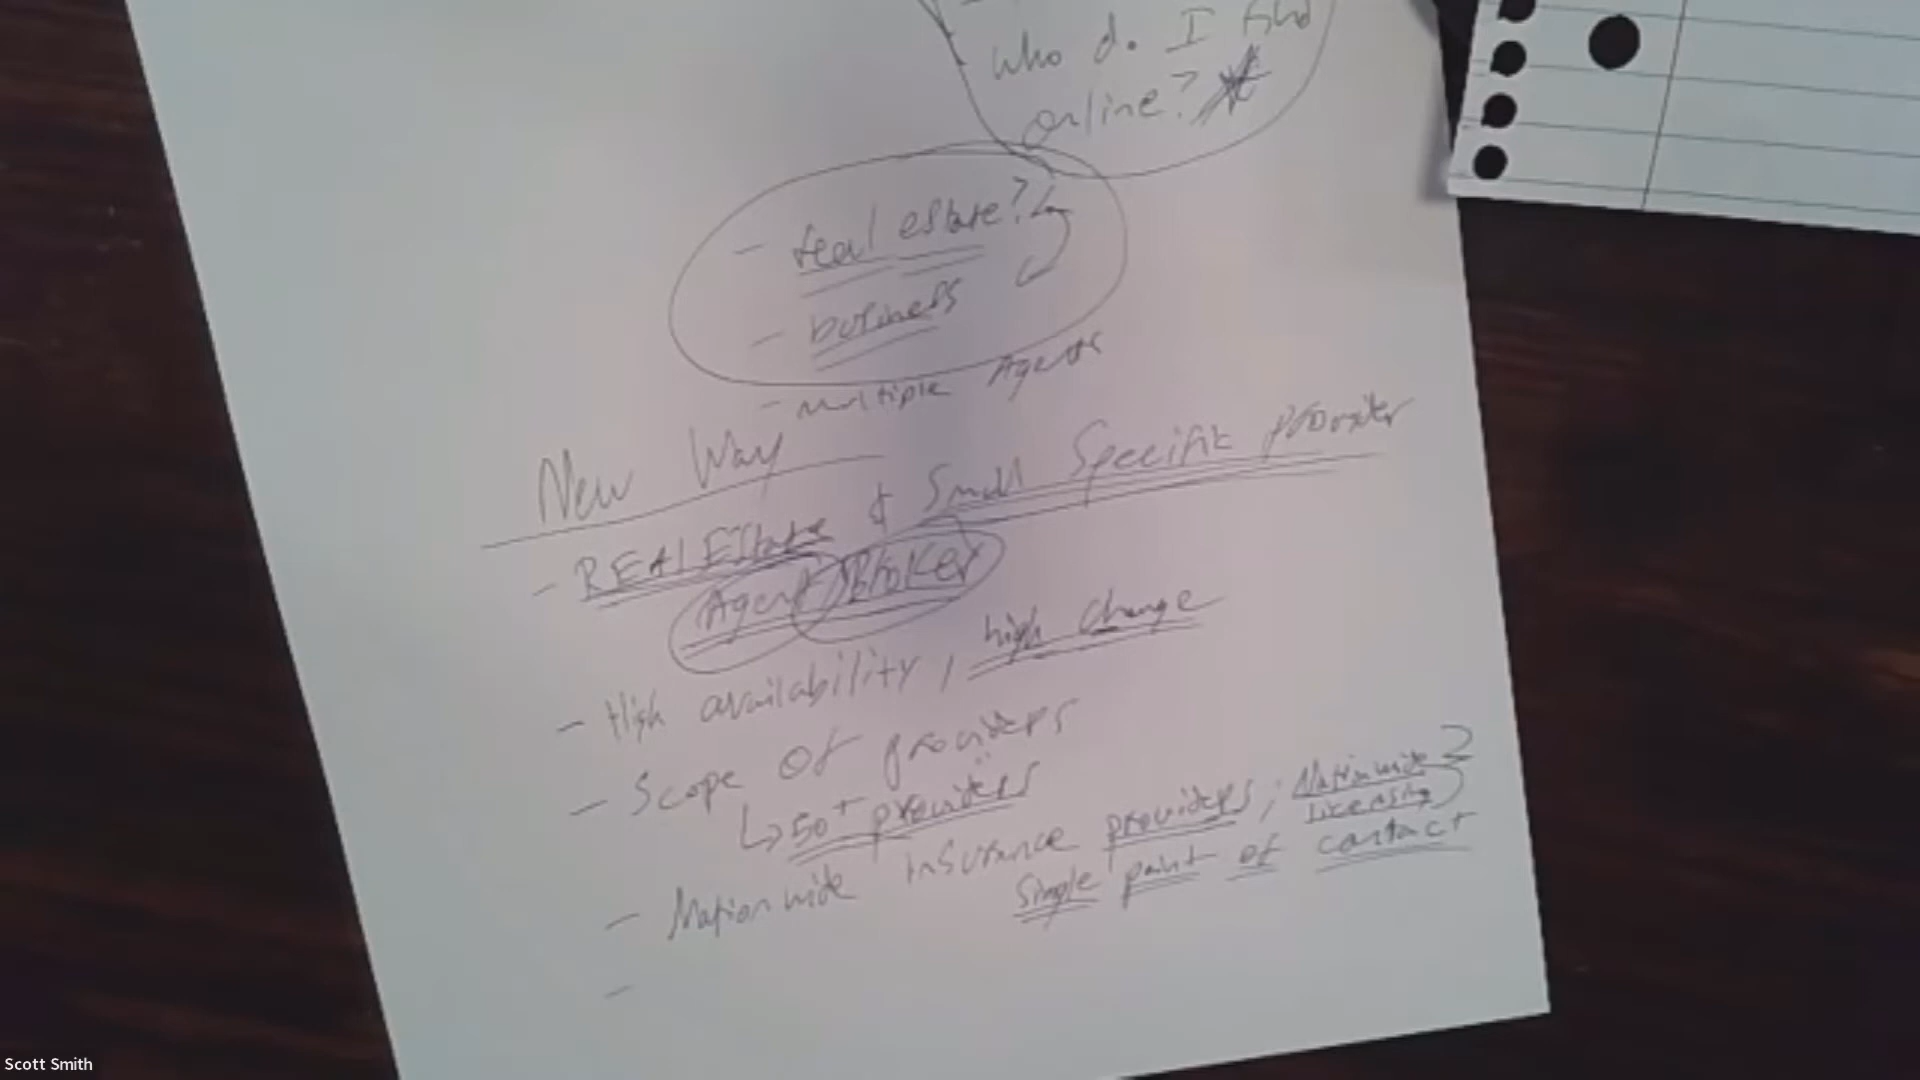 who do I find
online?
- real estate?
- business
- multiple Agents
New Way
- REAl EState & Small Specific provider
Agent/Broker
- High availability, high change
- Scope of providers
↳ 50+ providers
- Nationwide insurance providers; Nationwide licensing
Single point of contact
-
Scott Smith